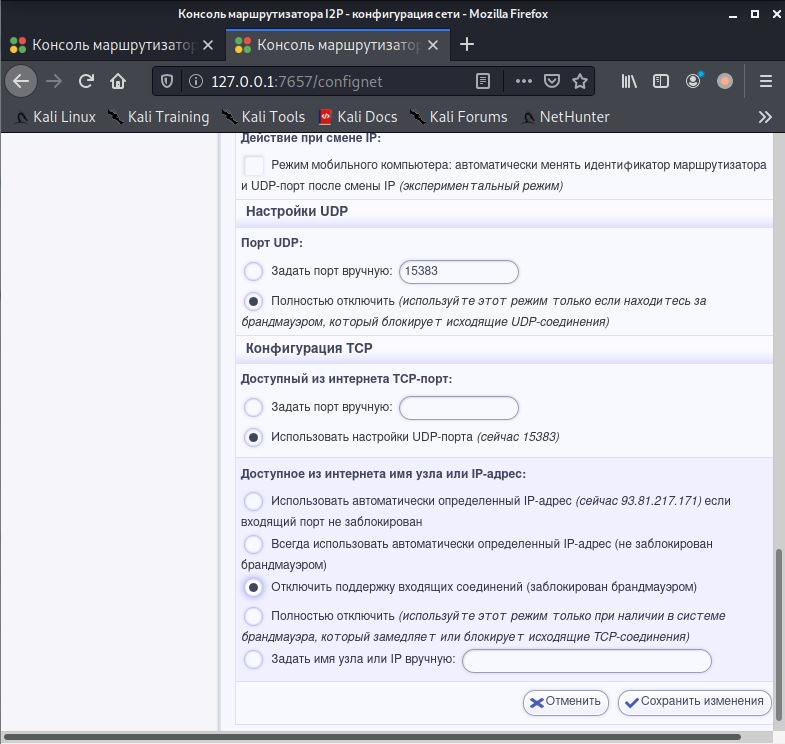 Консоль маршрутизатора I2P - конфигурация сети - Mozilla Firefox
Консоль маршрутизатор
Консоль маршрутизатор
127.0.0.1:7657/confignet
Kali Linux Kali Training Kali Tools Kali Docs Kali Forums NetHunter
Действие при смене IP:
Режим мобильного компьютера: автоматически менять идентификатор маршрутизатора
и UDP-порт после смены IP (экспериментальный режим)
Настройки UDP
Порт UDP:
Задать порт вручную: 15383
Полностью отключить (используйте этот режим только если находитесь за
брандмауэром, который блокирует исходящие UDP-соединения)
Конфигурация TCP
Доступный из интернета TCP-порт:
Задать порт вручную:
Использовать настройки UDP-порта (сейчас 15383)
Доступное из интернета имя узла или IP-адрес:
Использовать автоматически определенный IP-адрес (сейчас 93.81.217.171) если
входящий порт не заблокирован
Всегда использовать автоматически определенный IP-адрес (не заблокирован
брандмауэром)
Отключить поддержку входящих соединений (заблокирован брандмауэром)
Полностью отключить (используйте этот режим только при наличии в системе
брандмауэра, который замедляет или блокирует исходящие TCP-соединения)
Задать имя узла или IP вручную:
Отменить Сохранить изменения